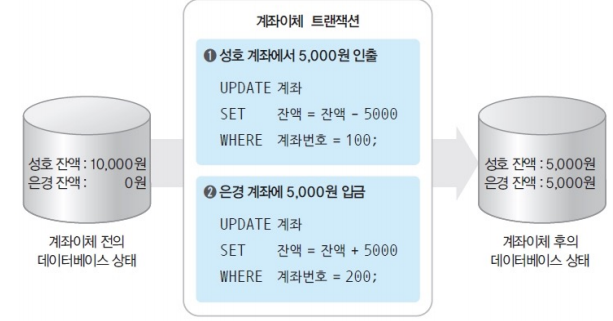 계좌이체 트랜잭션
❶ 성호 계좌에서 5,000원 인출
UPDATE 계좌
SET 잔액 = 잔액 - 5000
WHERE 계좌번호 = 100;
❷ 은경 계좌에 5,000원 입금
UPDATE 계좌
SET 잔액 = 잔액 + 5000
WHERE 계좌번호 = 200;
성호 잔액 : 10,000원
은경 잔액 : 0원
계좌이체 전의
데이터베이스 상태
성호 잔액 : 5,000원
은경 잔액 : 5,000원
계좌이체 후의
데이터베이스 상태